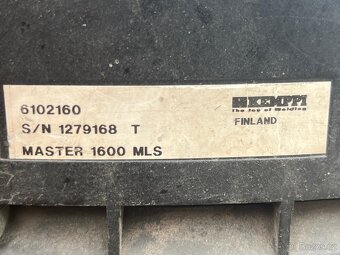 6102160
KEMPPI
The Joy of Welding
S/N 1279168 T
FINLAND
MASTER 1600 MLS